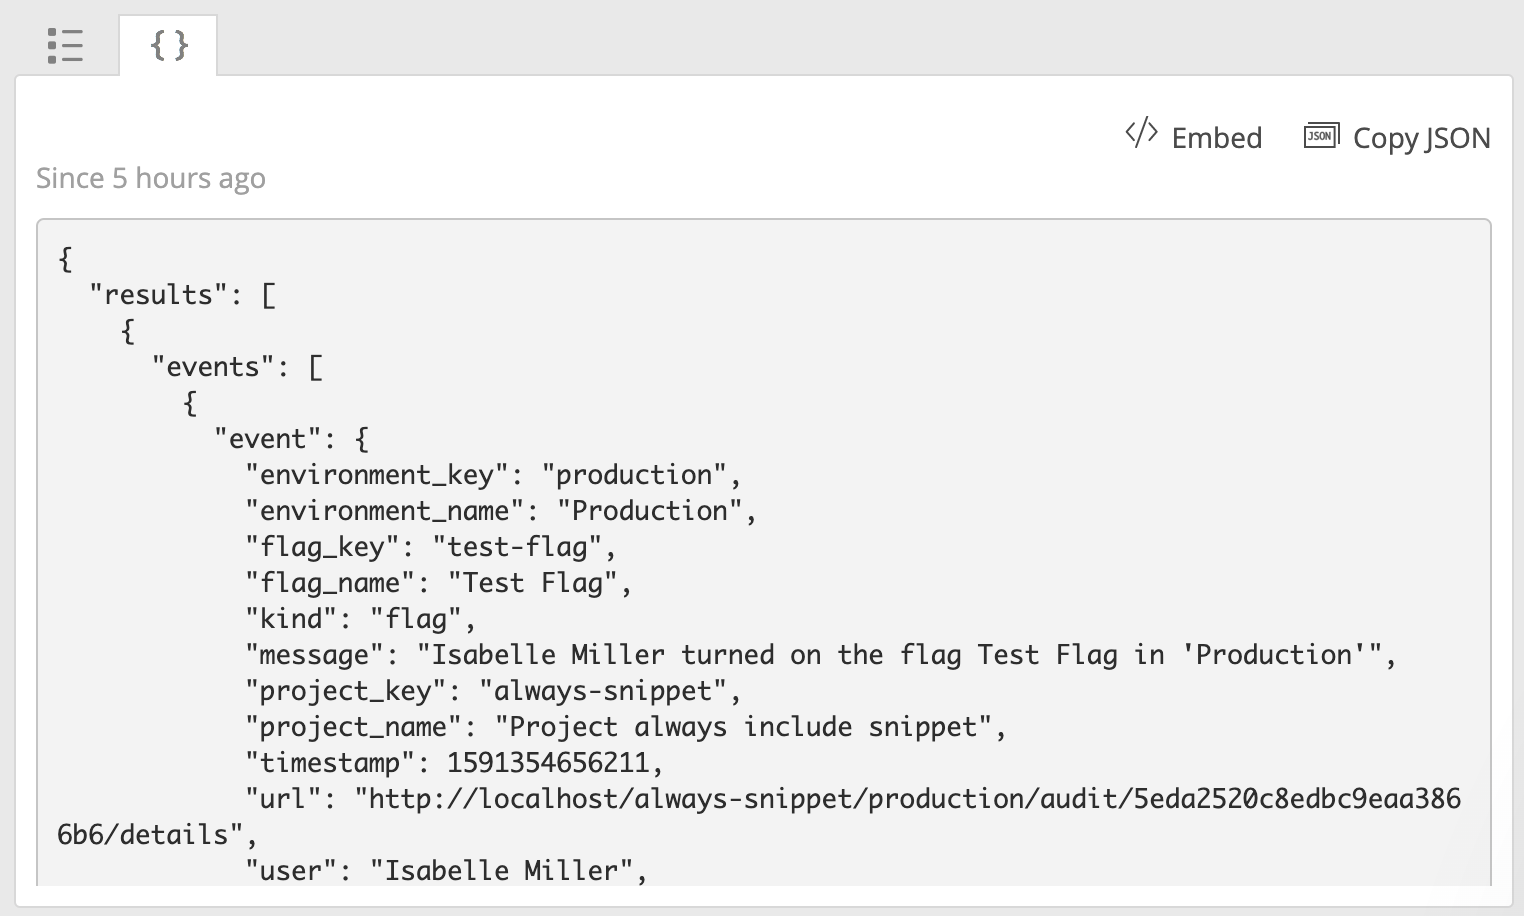 { }
</> Embed JSON Copy JSON
Since 5 hours ago
{
  "results": [
    {
      "events": [
        {
          "event": {
            "environment_key": "production",
            "environment_name": "Production",
            "flag_key": "test-flag",
            "flag_name": "Test Flag",
            "kind": "flag",
            "message": "Isabelle Miller turned on the flag Test Flag in 'Production'",
            "project_key": "always-snippet",
            "project_name": "Project always include snippet",
            "timestamp": 1591354656211,
            "url": "http://localhost/always-snippet/production/audit/5eda2520c8edbc9eaa386
6b6/details",
            "user": "Isabelle Miller",